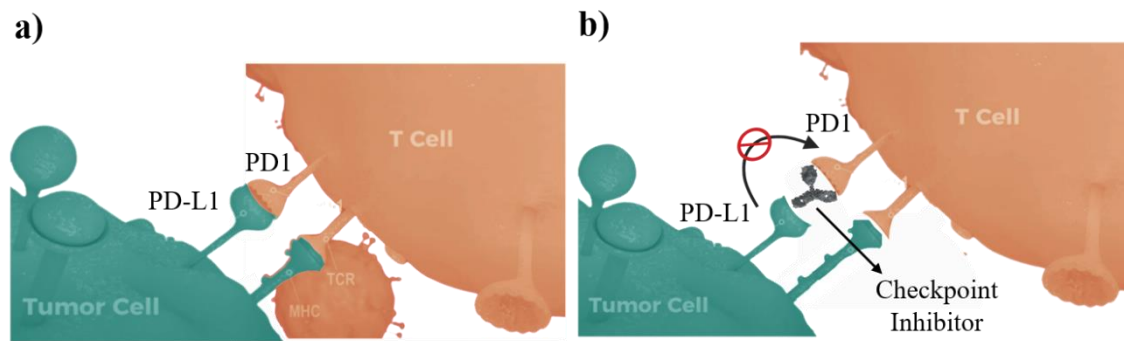 a)
T Cell
PD1
PD-L1
TCR
MHC
Tumor Cell
b)
T Cell
PD1
PD-L1
Tumor Cell
Checkpoint
Inhibitor